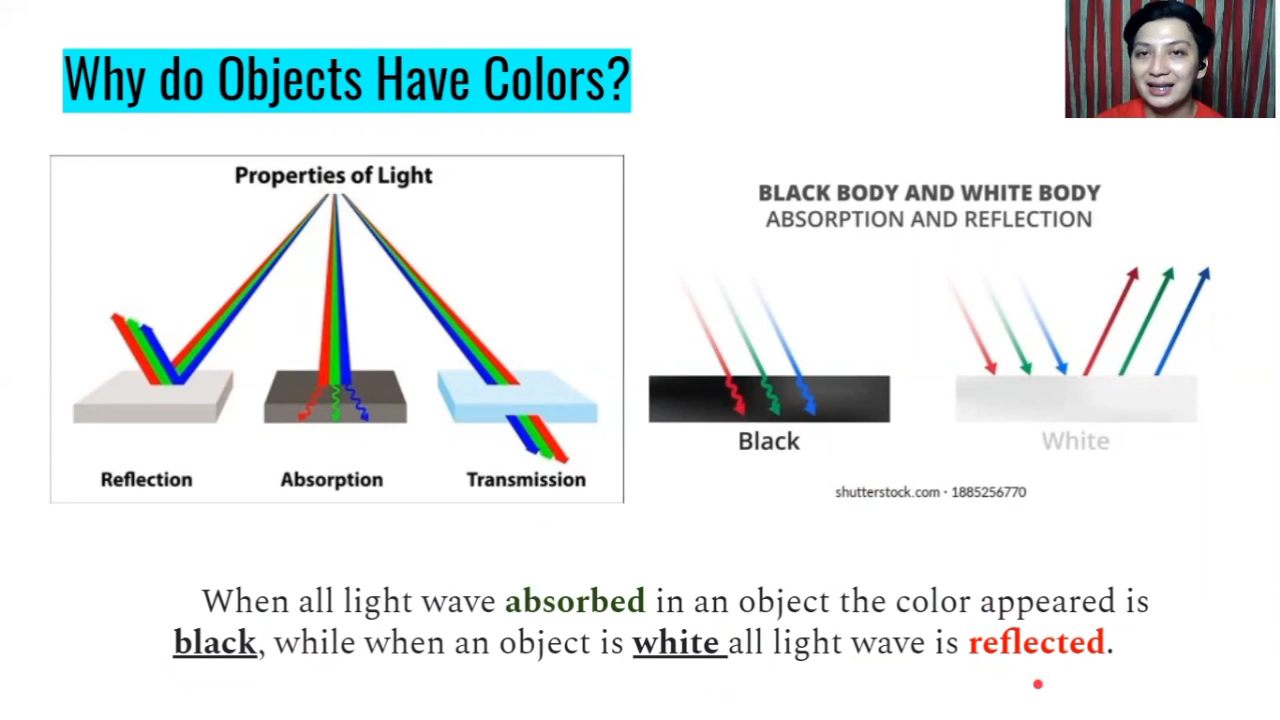 Why do Objects Have Colors?
Properties of Light
Reflection
Absorption
Transmission
BLACK BODY AND WHITE BODY
ABSORPTION AND REFLECTION
Black
White
shutterstock.com · 1885256770
When all light wave absorbed in an object the color appeared is
black, while when an object is white all light wave is reflected.